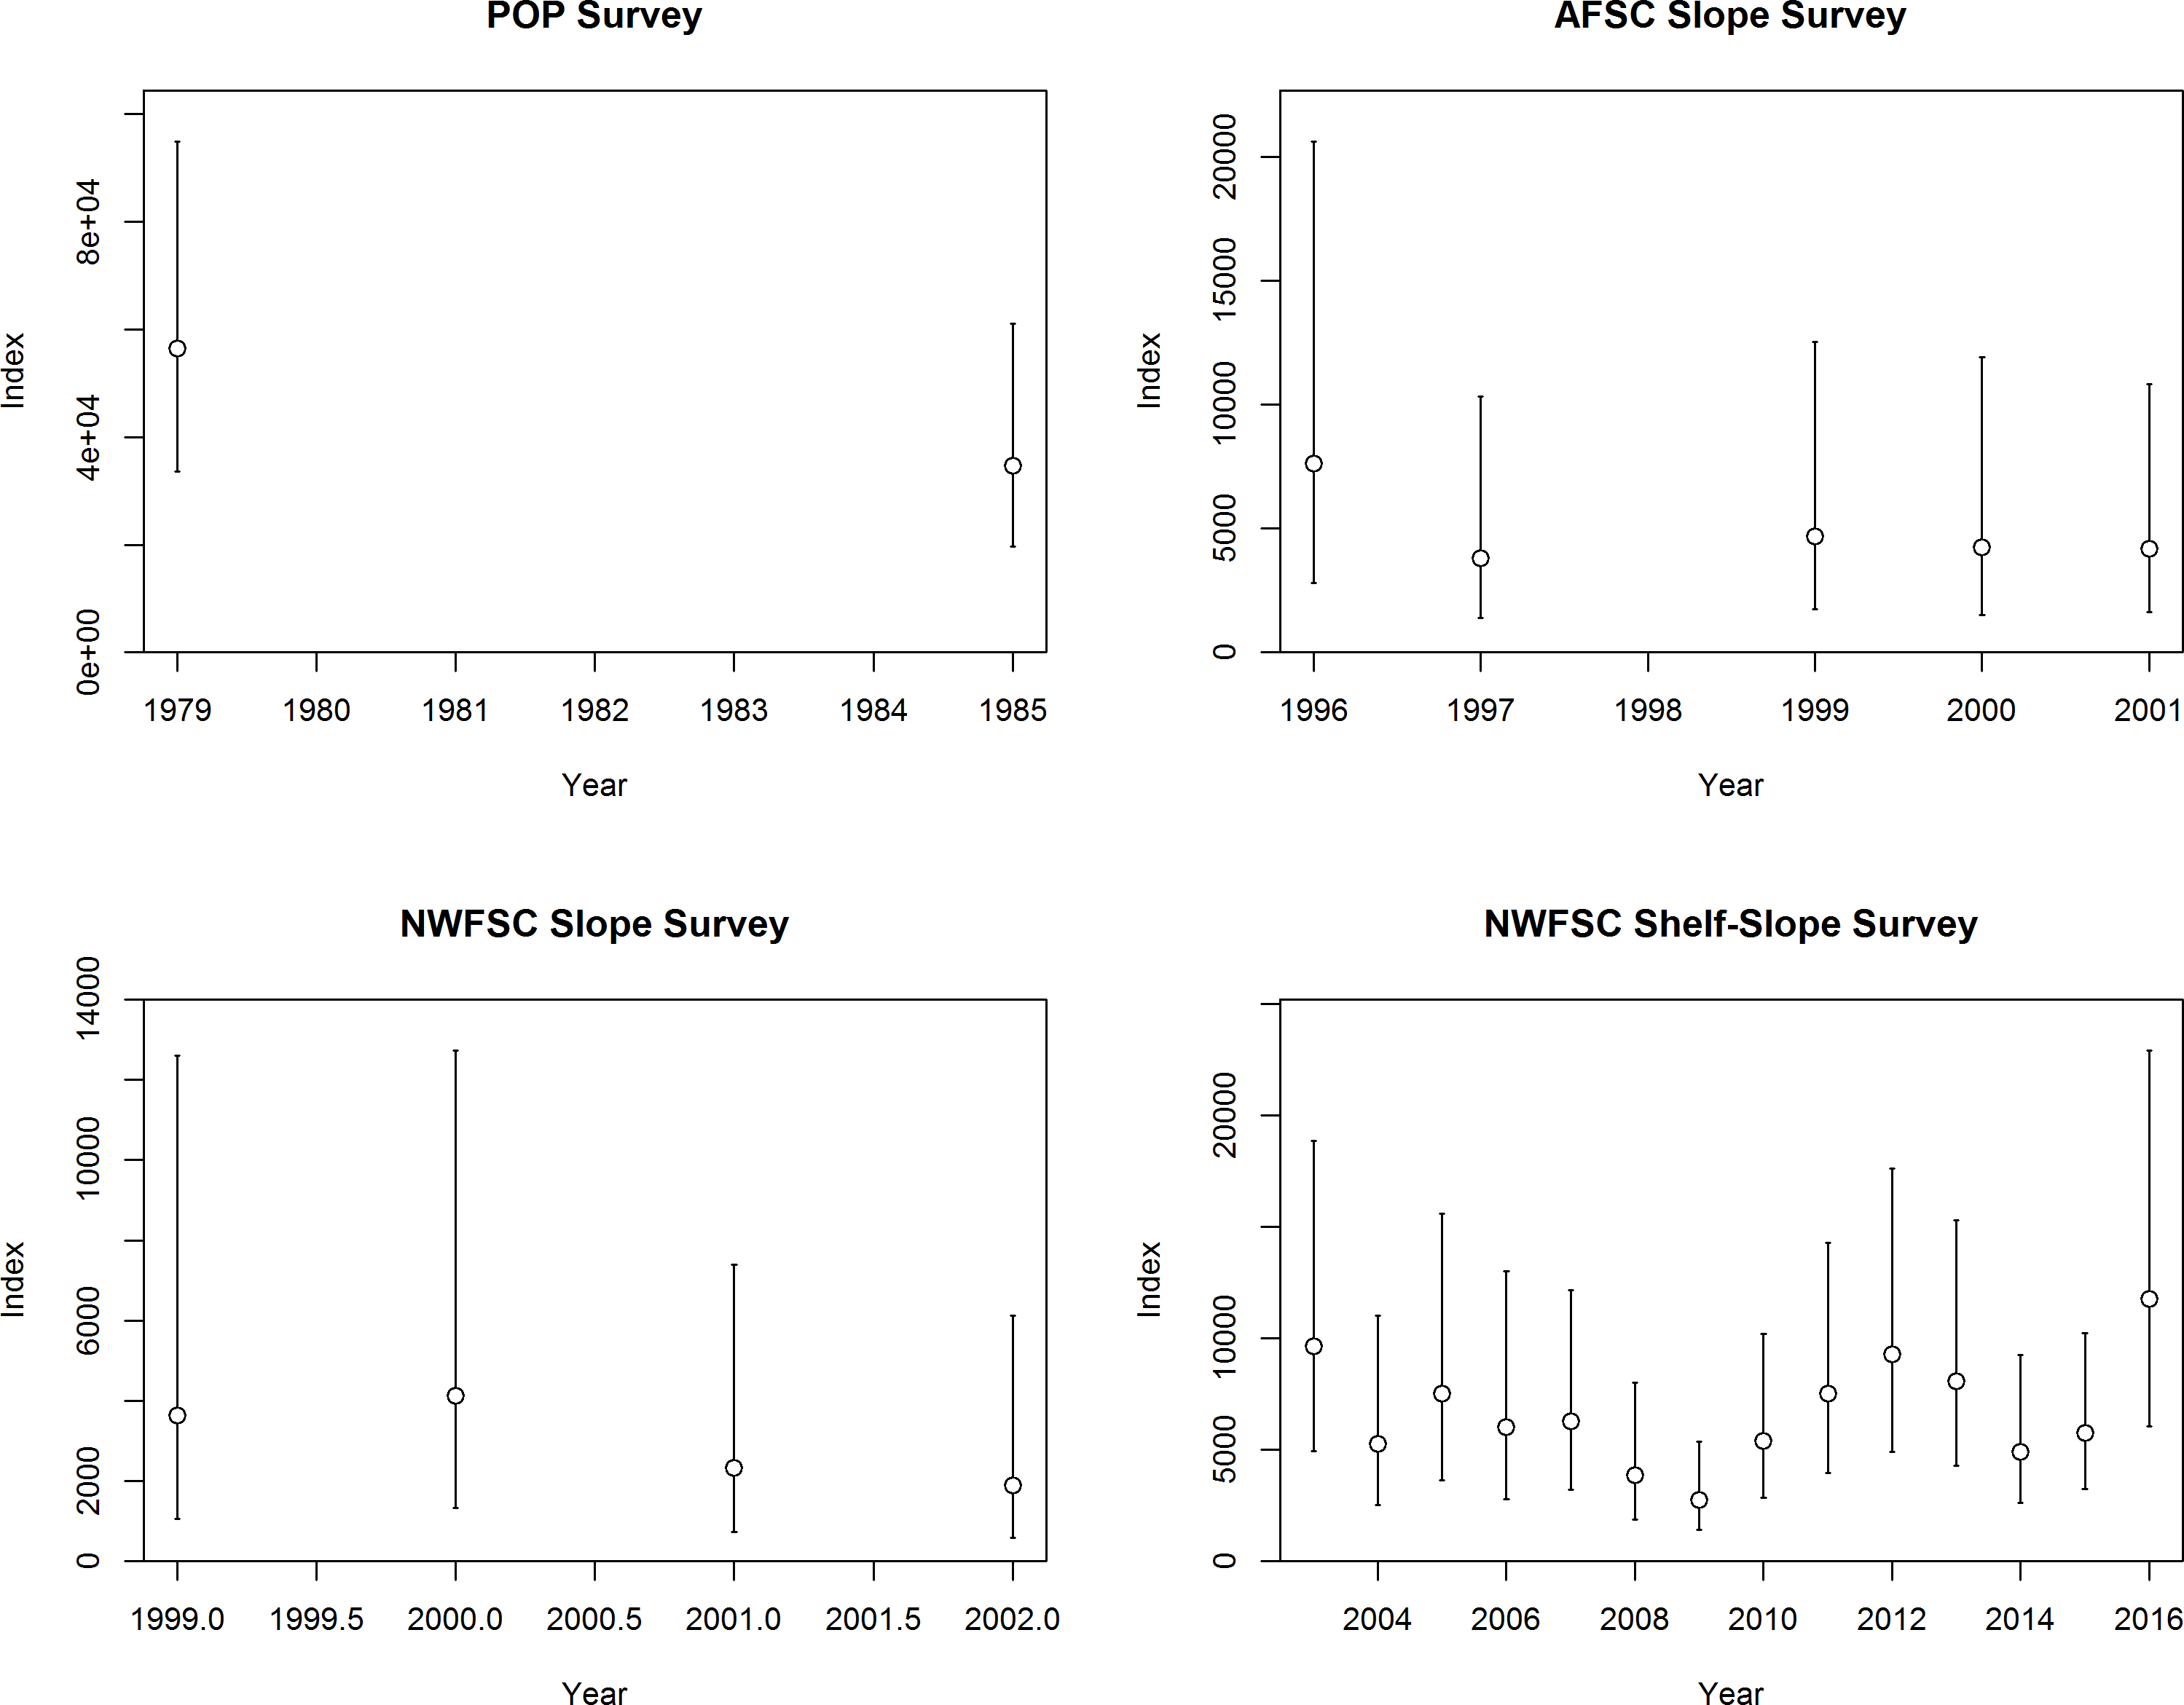 POP Survey
Index
8e+04
4e+04
0e+00
1979 1980 1981 1982 1983 1984 1985
Year
AFSC Slope Survey
Index
20000
15000
10000
5000
0
1996 1997 1998 1999 2000 2001
Year
NWFSC Slope Survey
Index
14000
10000
6000
2000
0
1999.0 1999.5 2000.0 2000.5 2001.0 2001.5 2002.0
Year
NWFSC Shelf-Slope Survey
Index
20000
10000
5000
0
2004 2006 2008 2010 2012 2014 2016
Year